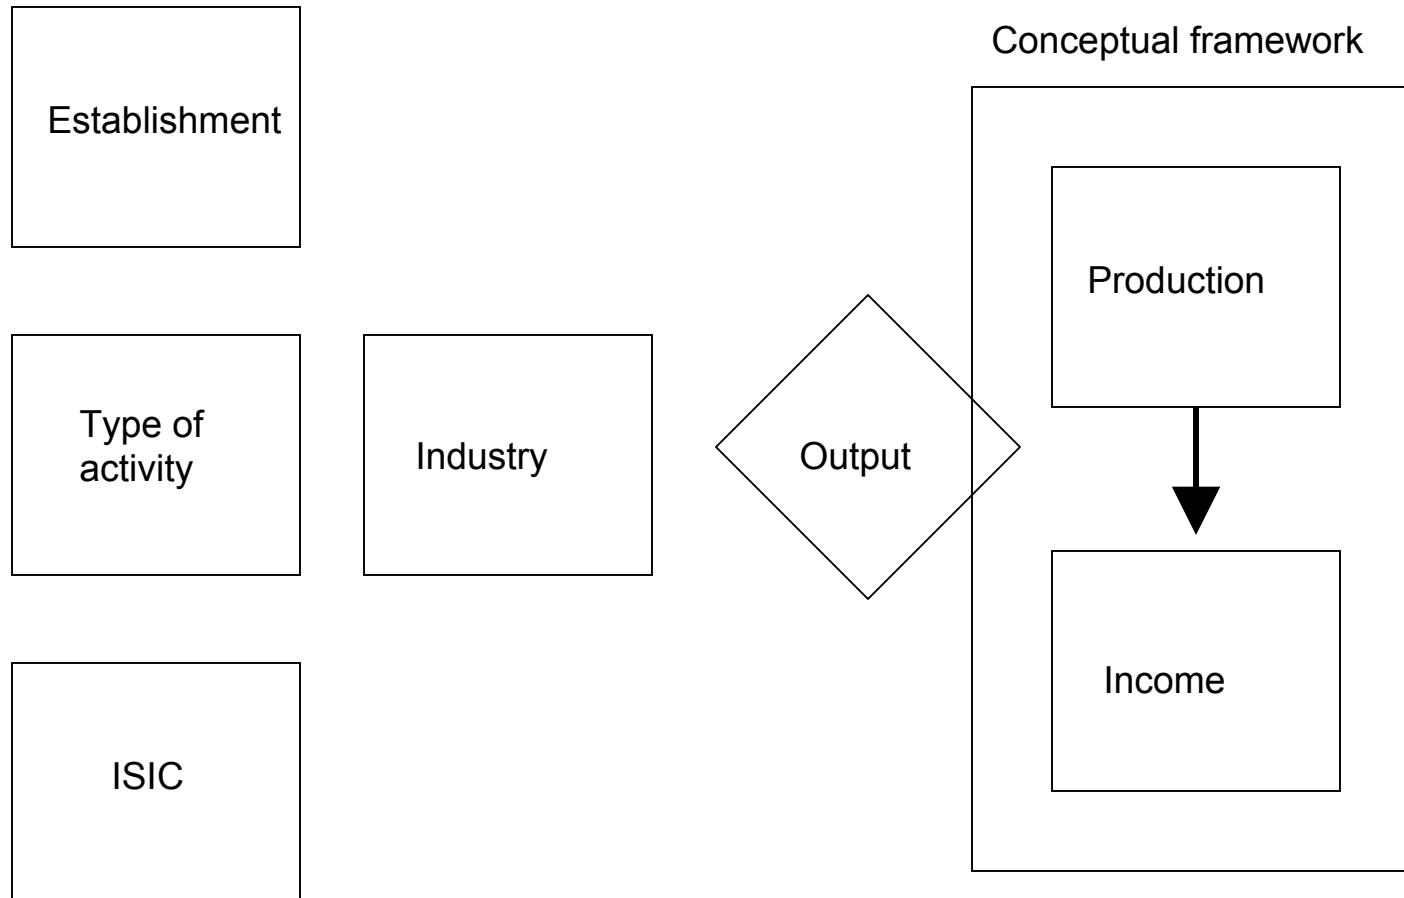 Conceptual framework
Establishment
Production
Type of
activity
Industry
Output
Income
ISIC